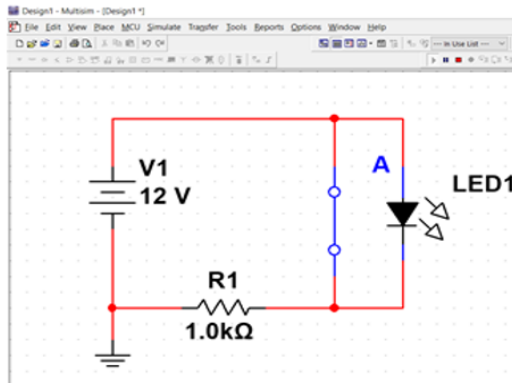 Design1 - Multisim - [Design1 *]
File Edit View Place MCU Simulate Transfer Tools Reports Options Window Help
--- In Use List ---
V1
12 V
A
LED1
R1
1.0kΩ